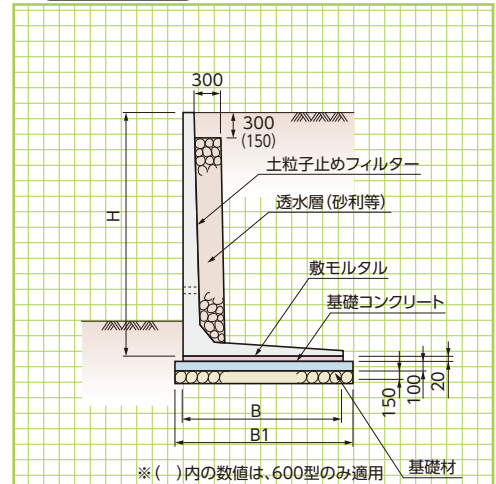 300
300
(150)
土粒子止めフィルター
透水層(砂利等)
H
敷モルタル
基礎コンクリート
150
100
20
B
B1
基礎材
※( )内の数値は、600型のみ適用